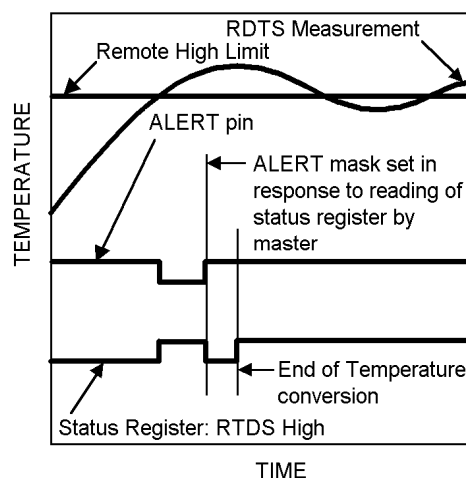 RDTS Measurement
Remote High Limit
ALERT pin
ALERT mask set in
response to reading of
status register by
master
TEMPERATURE
End of Temperature
conversion
Status Register: RTDS High
TIME